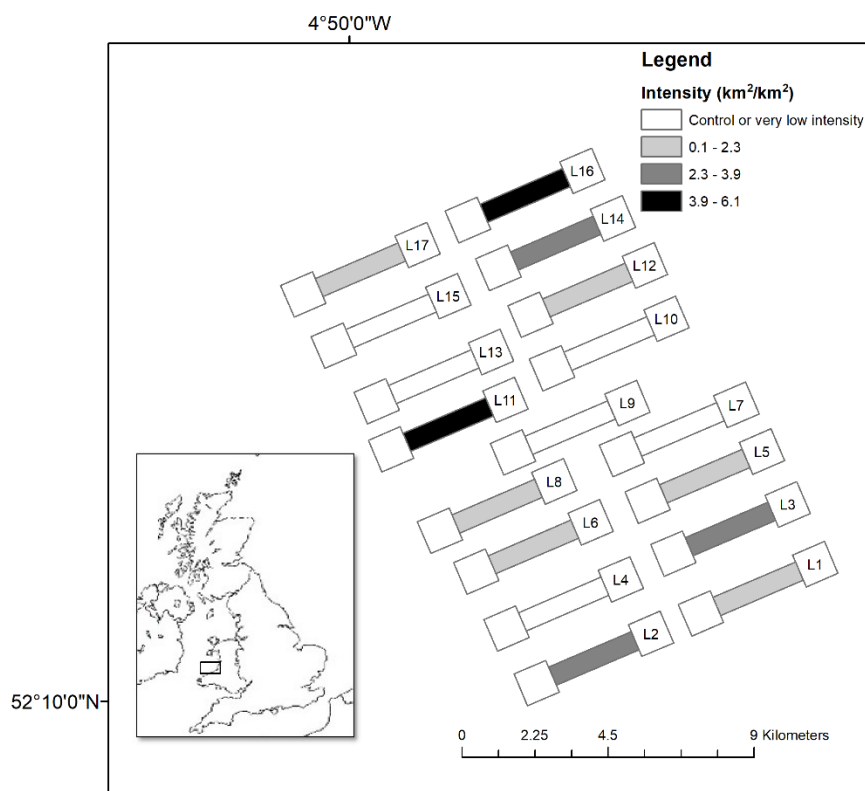 4°50'0"W
Legend
Intensity (km²/km²)
Control or very low intensity
0.1 - 2.3
2.3 - 3.9
3.9 - 6.1
L16
L14
L17
L12
L15
L10
L13
L11
L9
L7
L5
L8
L3
L6
L1
L4
L2
52°10'0"N
0 2.25 4.5 9 Kilometers